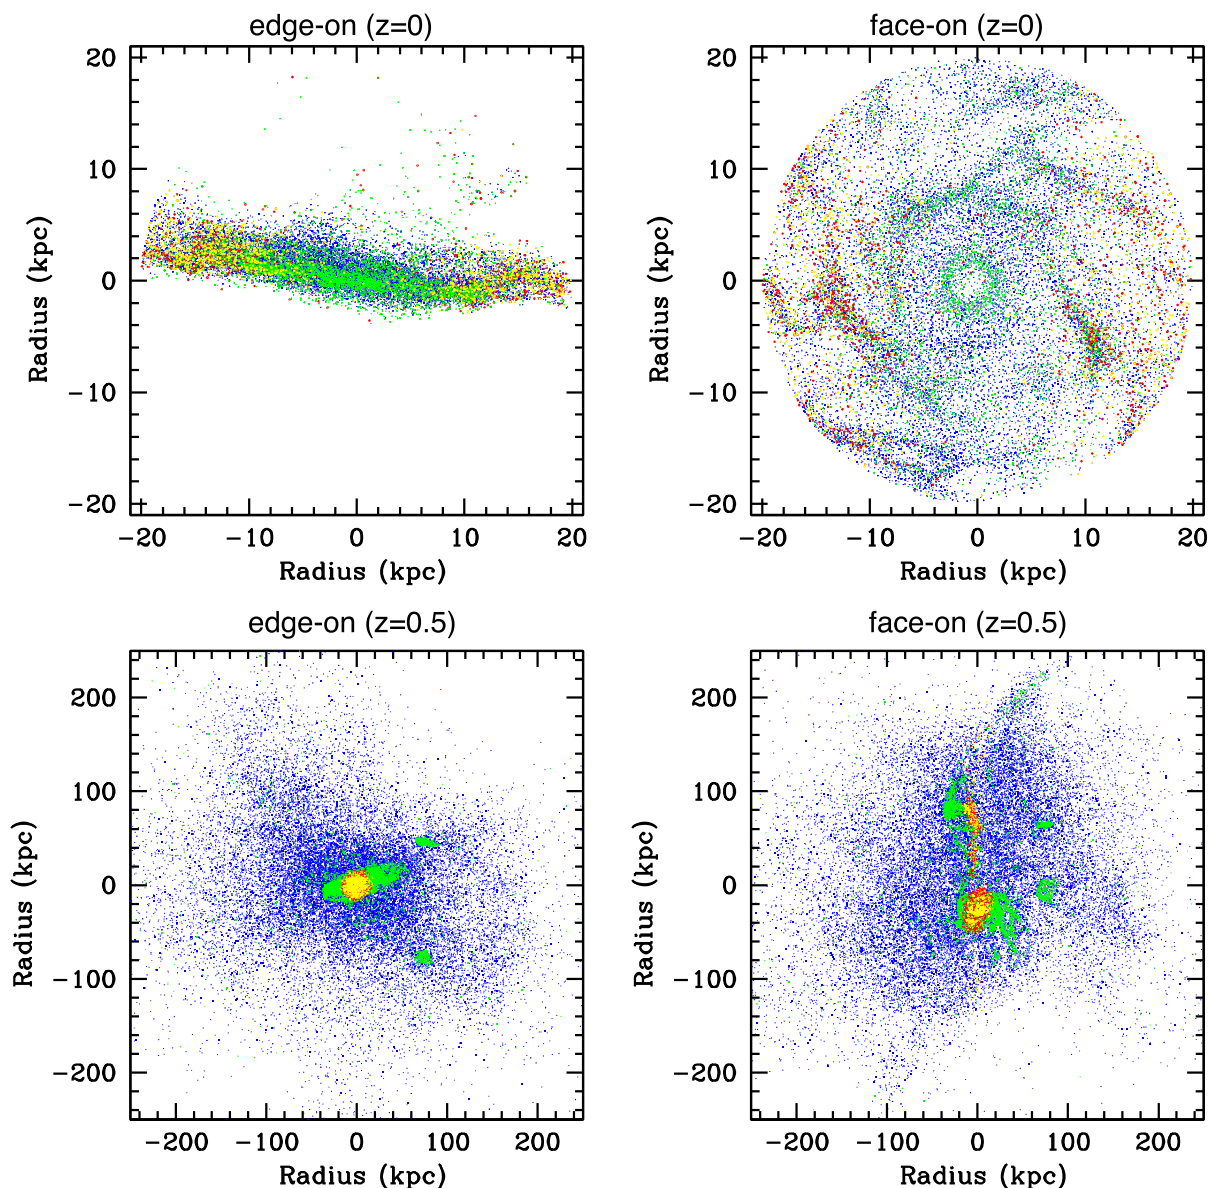 edge-on (z=0)
face-on (z=0)
20
10
0
−10
−20
Radius (kpc)
−20 −10 0 10 20
Radius (kpc)
20
10
0
−10
−20
Radius (kpc)
−20 −10 0 10 20
Radius (kpc)
edge-on (z=0.5)
face-on (z=0.5)
200
100
0
−100
−200
Radius (kpc)
−200 −100 0 100 200
Radius (kpc)
200
100
0
−100
−200
Radius (kpc)
−200 −100 0 100 200
Radius (kpc)